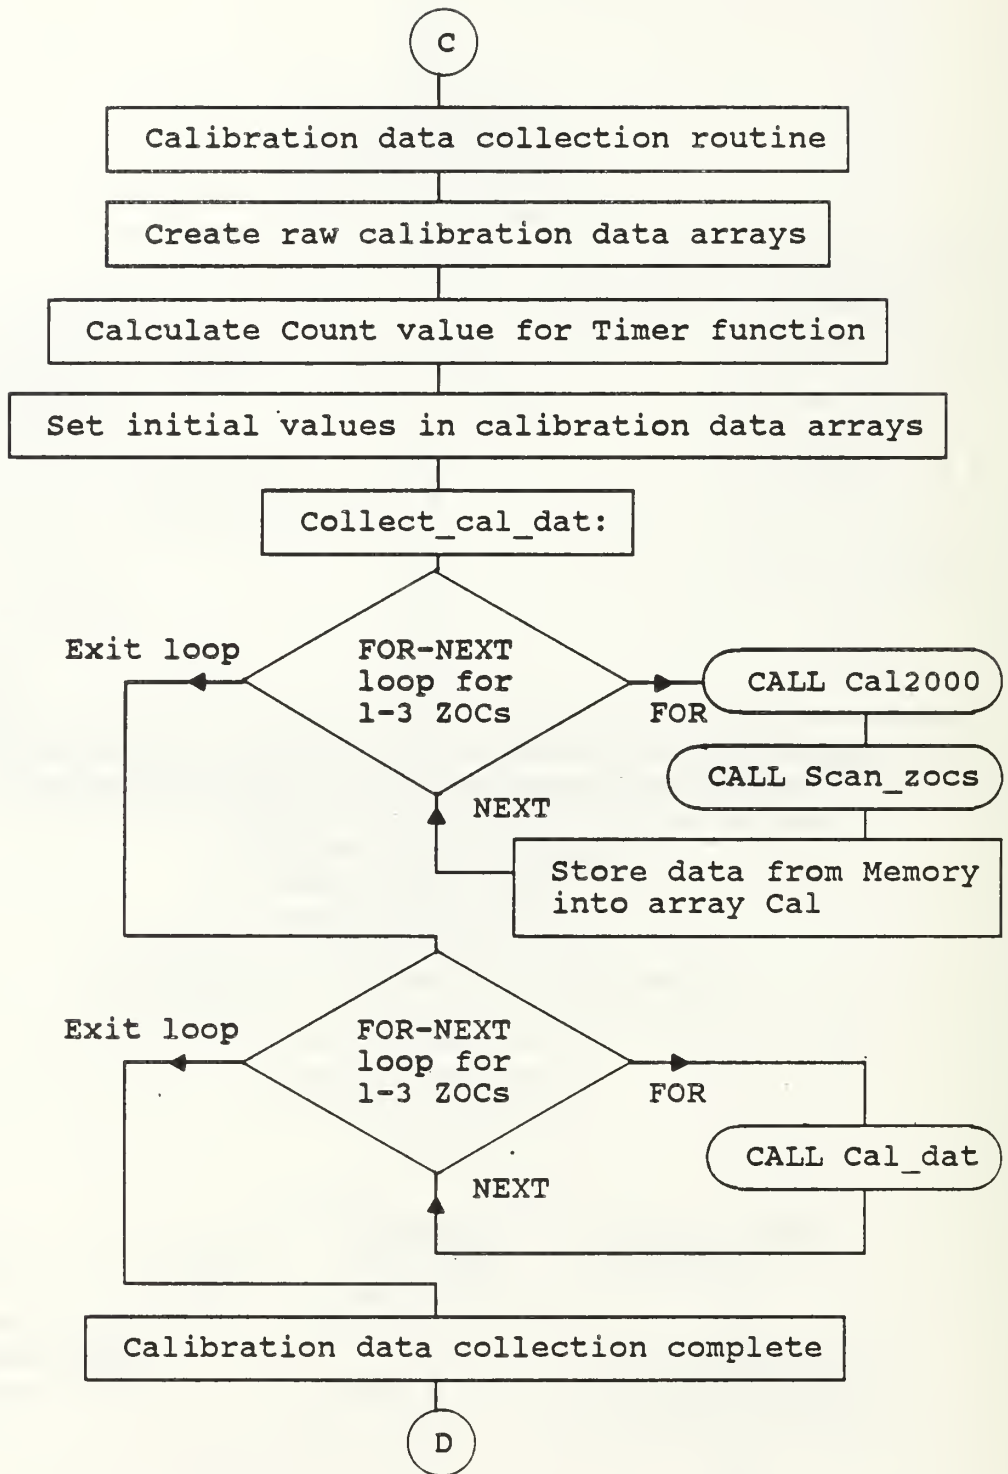 C
Calibration data collection routine
Create raw calibration data arrays
Calculate Count value for Timer function
Set initial values in calibration data arrays
Collect_cal_dat:
Exit loop
FOR-NEXT
loop for
1-3 ZOCs
FOR
CALL Cal2000
CALL Scan_zocs
NEXT
Store data from Memory
into array Cal
Exit loop
FOR-NEXT
loop for
1-3 ZOCs
FOR
CALL Cal_dat
NEXT
Calibration data collection complete
D